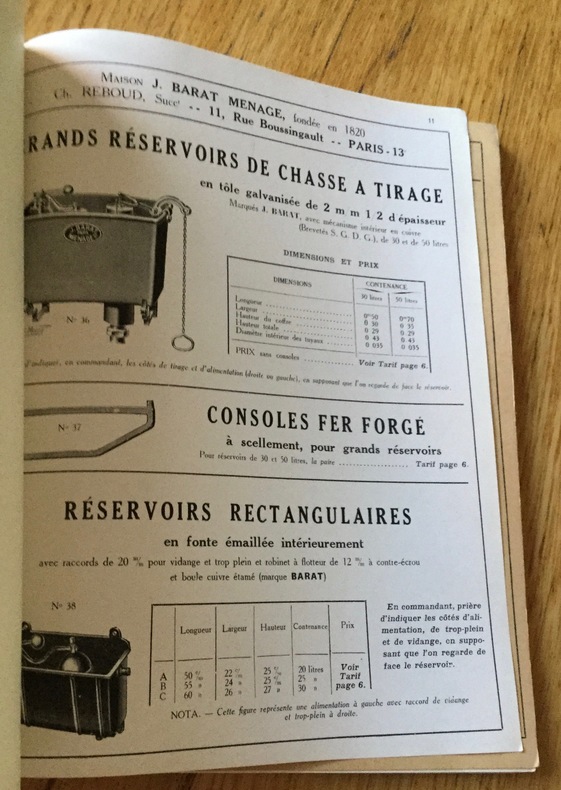 11
MAISON J. BARAT MENAGE, fondée en 1820
Ch. REBOUD, Succʳ -- 11, Rue Boussingault -- PARIS-13
RANDS RÉSERVOIRS DE CHASSE A TIRAGE
en tôle galvanisée de 2 m m 1 2 d épaisseur
Marqués J. BARAT, avec mécanisme intérieur en cuivre
(Brevetés S. G. D. G.), de 30 et de 50 litres
DIMENSIONS ET PRIX
DIMENSIONS CONTENANCE
30 litres 50 litres
Longueur 0ᵐ50 0ᵐ70
Largeur 0 30 0 35
Hauteur du coffre 0 29 0 29
Hauteur totale 0 43 0 43
Diamètre intérieur des tuyaux 0 035 0 035
PRIX sans consoles Voir Tarif page 6.
N° 36
d'indiquer, en commandant, les côtés de tirage et d'alimentation (droite ou gauche), en supposant que l'on regarde de face le réservoir.
N° 37
CONSOLES FER FORGÉ
à scellement, pour grands réservoirs
Pour réservoirs de 30 et 50 litres, la paire Tarif page 6.
RÉSERVOIRS RECTANGULAIRES
en fonte émaillée intérieurement
avec raccords de 20 ᵐ/ₘ pour vidange et trop plein et robinet à flotteur de 12 ᵐ/ₘ à contre-écrou
et boule cuivre étamé (marque BARAT)
N° 38
Longueur Largeur Hauteur Contenance Prix
A 50 ᶜ/ₘ 22 ᶜ/ₘ 25 ᶜ/ₘ 20 litres Voir
B 55 » 24 » 25 » 25 » Tarif
C 60 » 26 » 27 » 30 » page 6.
En commandant, prière
d'indiquer les côtés d'ali-
mentation, de trop-plein
et de vidange, en suppo-
sant que l'on regarde de
face le réservoir.
NOTA. — Cette figure représente une alimentation à gauche avec raccord de vidange
et trop-plein à droite.